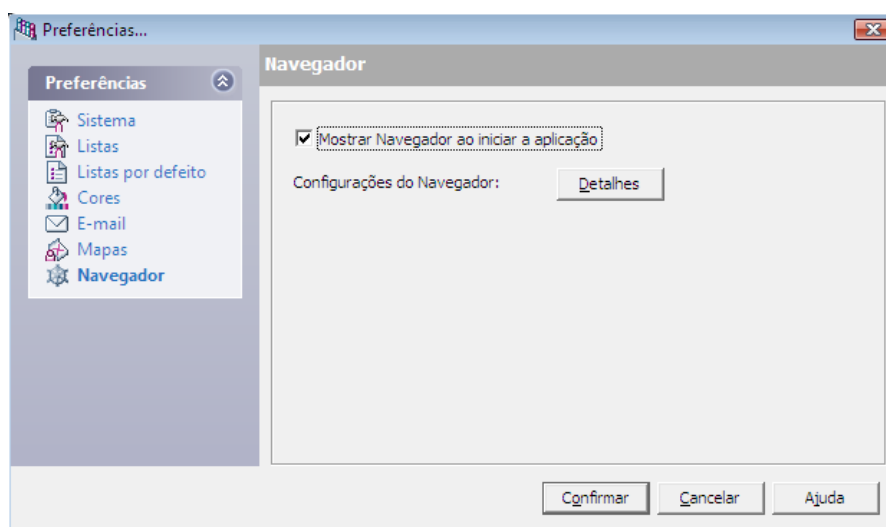 Preferências...
Preferências
Sistema
Listas
Listas por defeito
Cores
E-mail
Mapas
Navegador
Navegador
Mostrar Navegador ao iniciar a aplicação
Configurações do Navegador: Detalhes
Confirmar Cancelar Ajuda